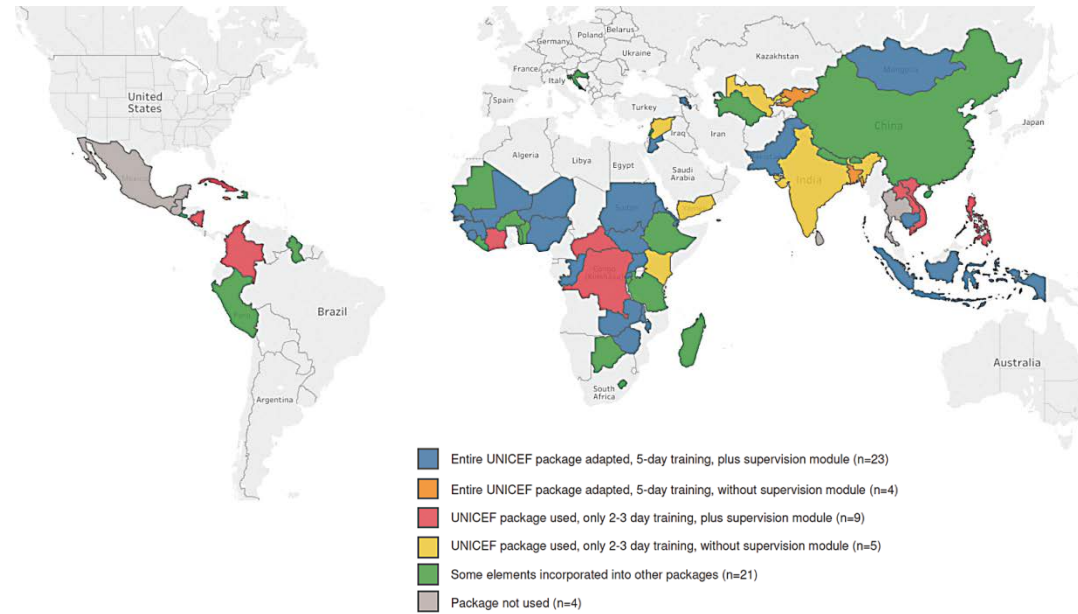 Belarus
Poland
Germany
Ukraine
Kazakhstan
France
Mongolia
Italy
United
States
Spain
Turkey
China
Japan
Iraq
Iran
Algeria
Libya
Egypt
Saudi
Arabia
India
Mexico
Sudan
Peru
Brazil
Australia
South
Africa
Argentina
Entire UNICEF package adapted, 5-day training, plus supervision module (n=23)
Entire UNICEF package adapted, 5-day training, without supervision module (n=4)
UNICEF package used, only 2-3 day training, plus supervision module (n=9)
UNICEF package used, only 2-3 day training, without supervision module (n=5)
Some elements incorporated into other packages (n=21)
Package not used (n=4)